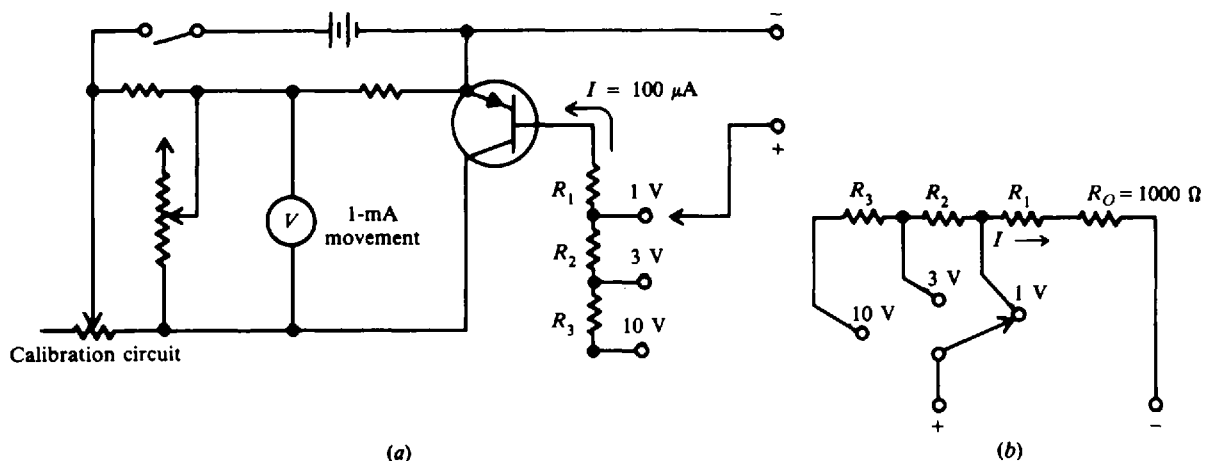 −
I = 100 μA
+
R1
1 V
V
1-mA
movement
R2
3 V
R3
10 V
Calibration circuit
(a)
R3
R2
R1
RO = 1000 Ω
I
3 V
1 V
10 V
+
−
(b)